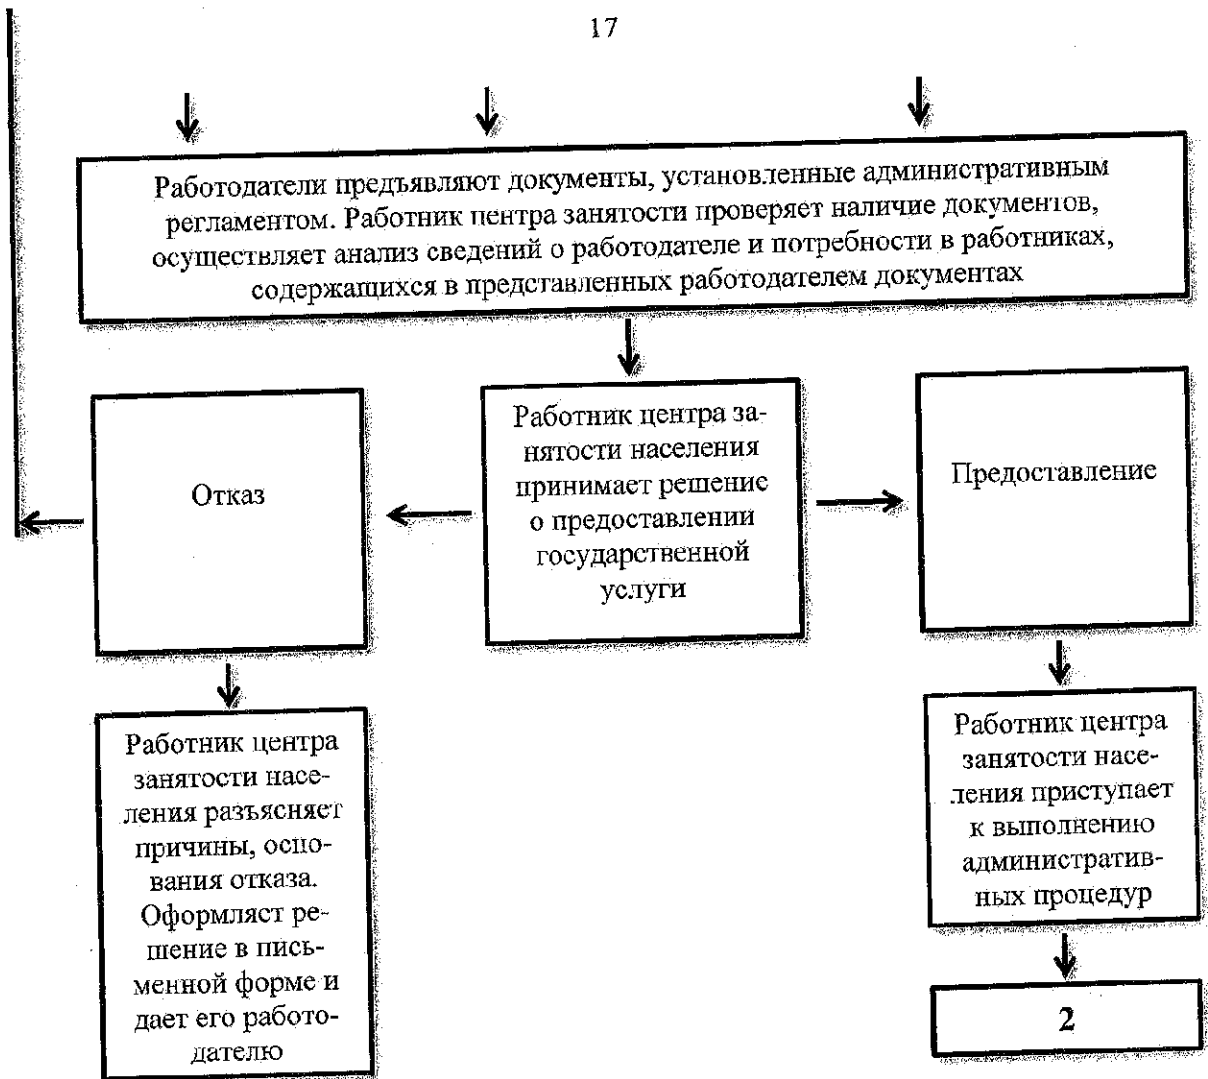 17
Работодатели предъявляют документы, установленные административным
регламентом. Работник центра занятости проверяет наличие документов,
осуществляет анализ сведений о работодателе и потребности в работниках,
содержащихся в представленных работодателем документах
Отказ
Работник центра за-
нятости населения
принимает решение
о предоставлении
государственной
услуги
Предоставление
Работник центра
занятости насе-
ления разъясняет
причины, осно-
вания отказа.
Оформляет ре-
шение в пись-
менной форме и
дает его работо-
дателю
Работник центра
занятости насе-
ления приступает
к выполнению
административ-
ных процедур
2